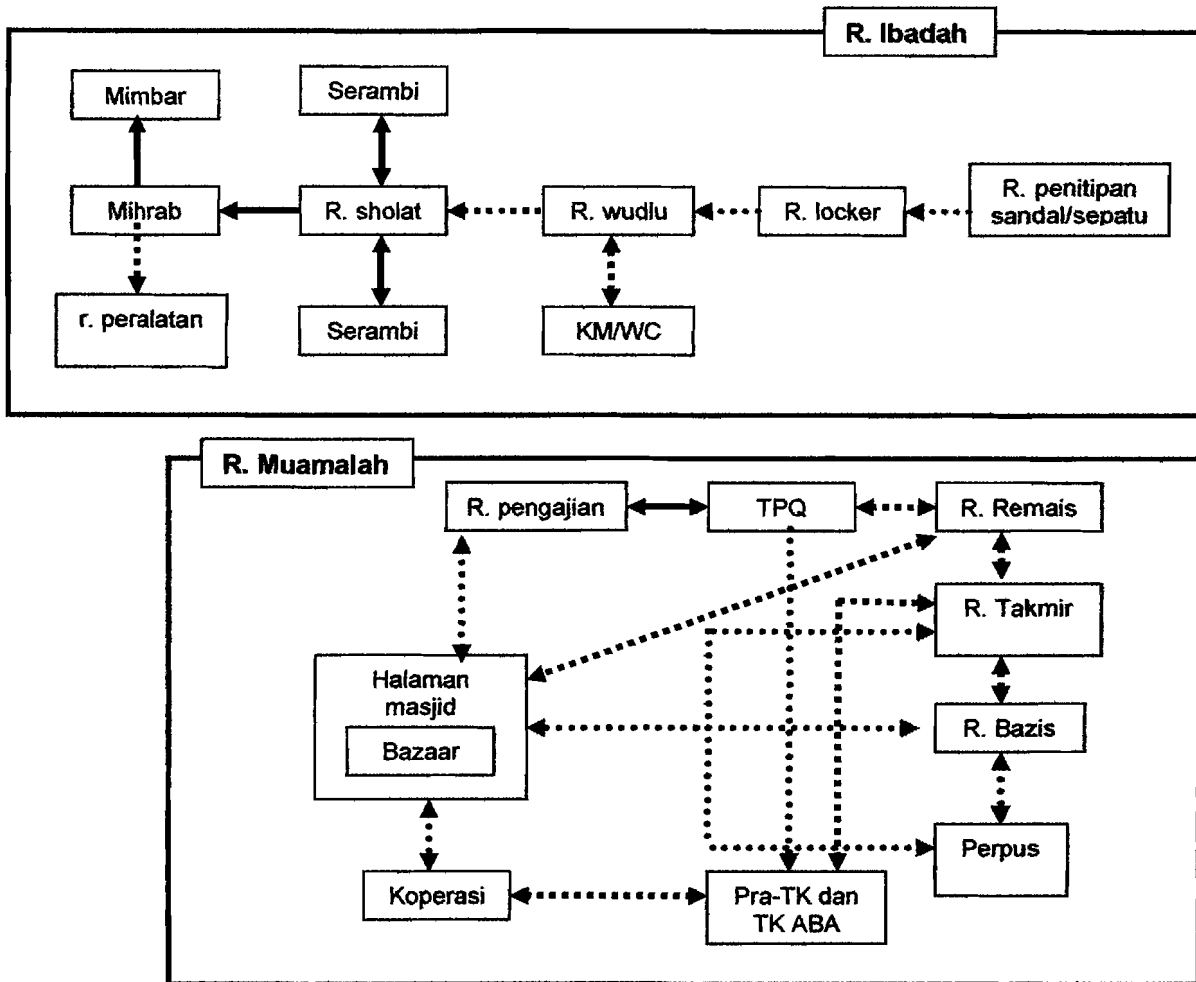 R. Ibadah
Mimbar
Serambi
Mihrab
R. sholat
R. wudlu
R. locker
R. penitipan
sandal/sepatu
r. peralatan
Serambi
KM/WC
R. Muamalah
R. pengajian
TPQ
R. Remais
R. Takmir
Halaman
masjid
Bazaar
R. Bazis
Perpus
Koperasi
Pra-TK dan
TK ABA